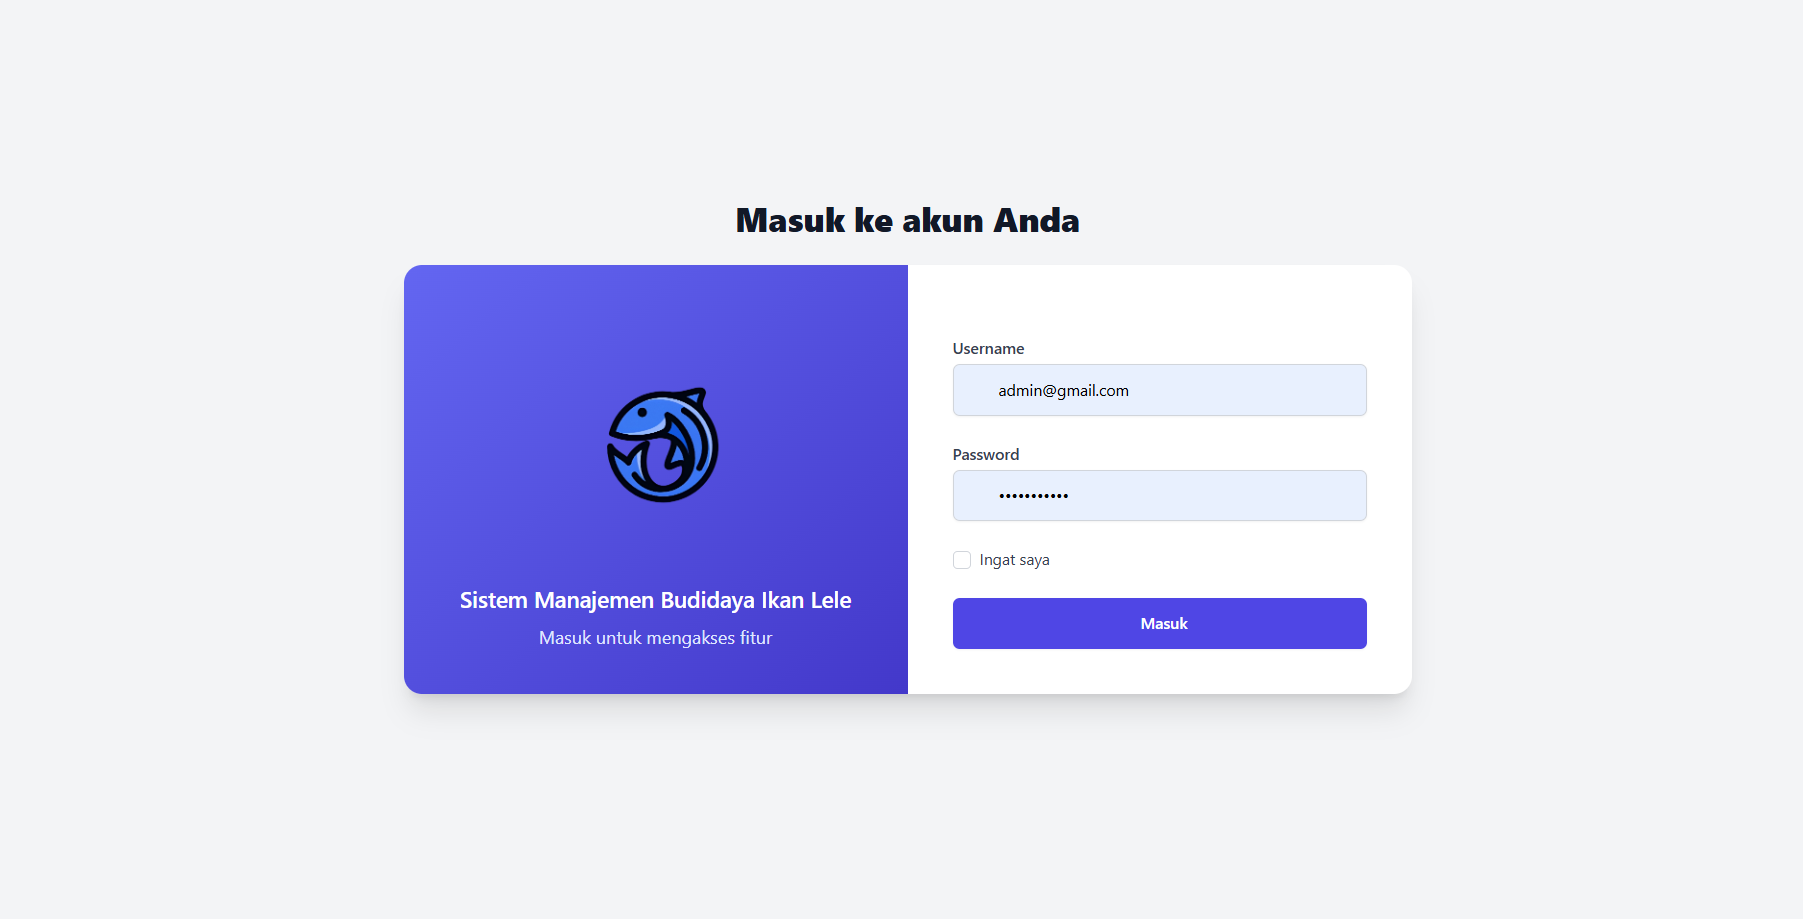 Masuk ke akun Anda
Sistem Manajemen Budidaya Ikan Lele
Masuk untuk mengakses fitur
Username
admin@gmail.com
Password
•••••••••••
Ingat saya
Masuk